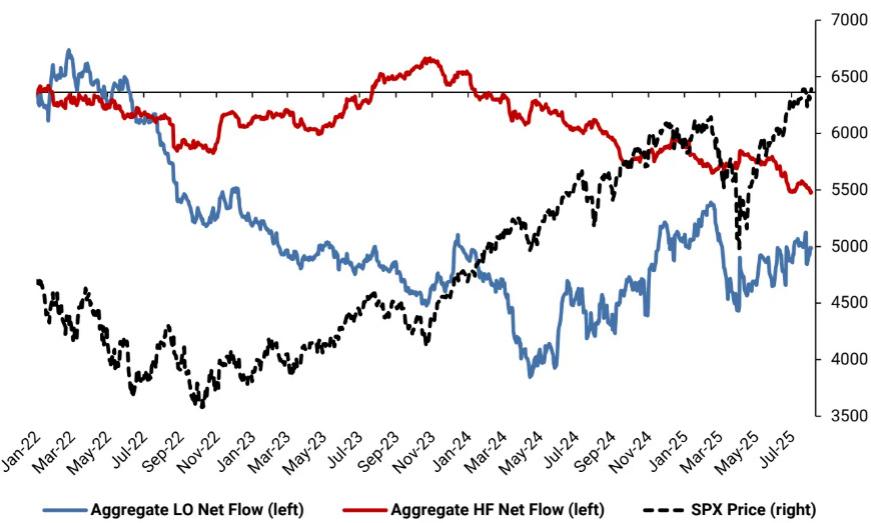 7000
6500
6000
5500
5000
4500
4000
3500
Jan-22
Mar-22
May-22
Jul-22
Sep-22
Nov-22
Jan-23
Mar-23
May-23
Jul-23
Sep-23
Nov-23
Jan-24
Mar-24
May-24
Jul-24
Sep-24
Nov-24
Jan-25
Mar-25
May-25
Jul-25
Aggregate LO Net Flow (left) Aggregate HF Net Flow (left) SPX Price (right)